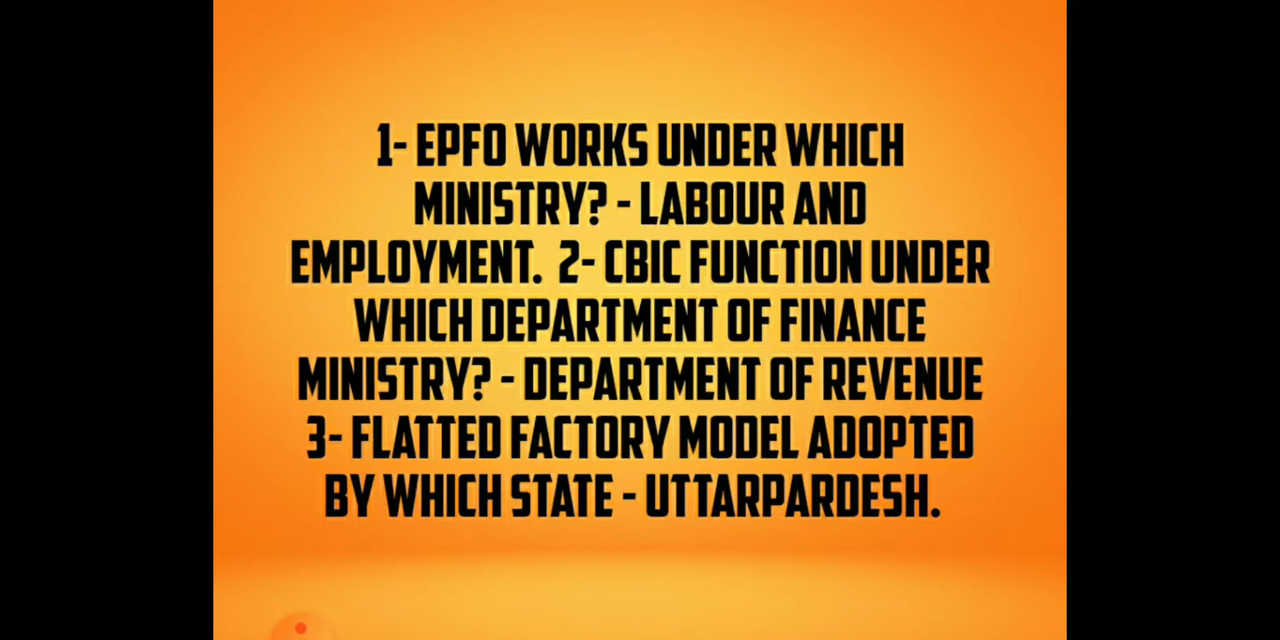 1- EPFO WORKS UNDER WHICH
MINISTRY? - LABOUR AND
EMPLOYMENT. 2- CBIC FUNCTION UNDER
WHICH DEPARTMENT OF FINANCE
MINISTRY? - DEPARTMENT OF REVENUE
3- FLATTED FACTORY MODEL ADOPTED
BY WHICH STATE - UTTARPARDESH.